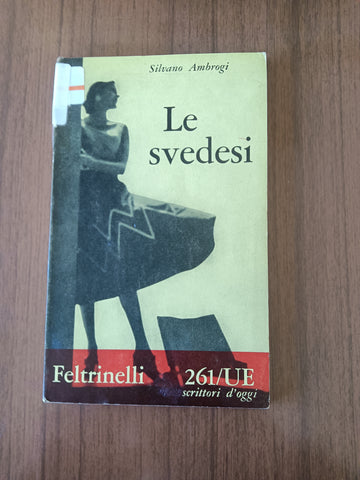 Silvano Ambrogi
Le
svedesi
Feltrinelli 261/UE
scrittori d'oggi